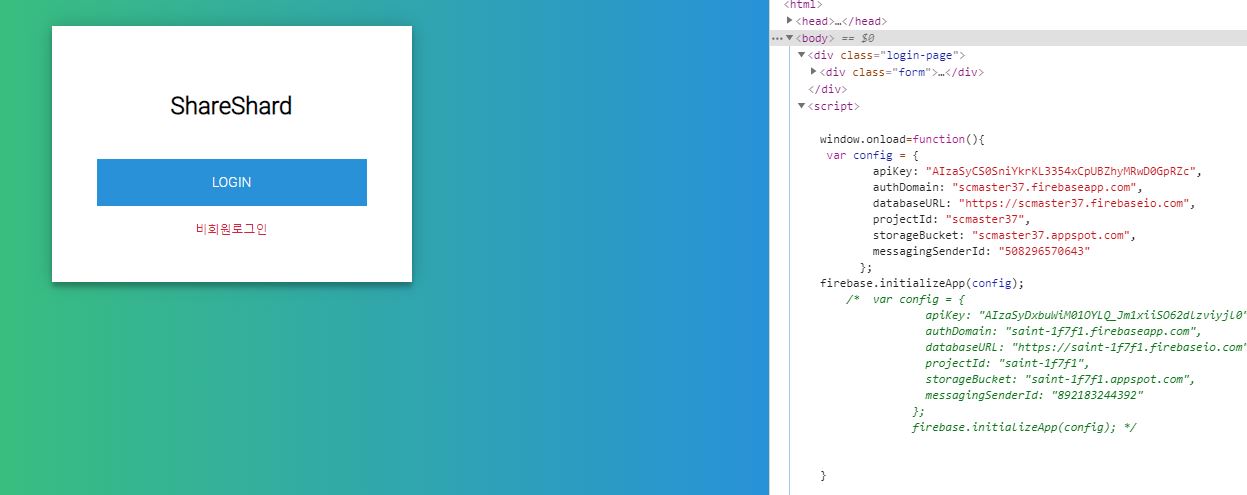 ShareShard
LOGIN
비회원로그인
<html>
<head>…</head>
<body> == $0
<div class="login-page">
<div class="form">…</div>
</div>
<script>
window.onload=function(){
var config = {
apiKey: "AIzaSyCS0SniYkrKL3354xCpUBZhyMRwD0GpRZc",
authDomain: "scmaster37.firebaseapp.com",
databaseURL: "https://scmaster37.firebaseio.com",
projectId: "scmaster37",
storageBucket: "scmaster37.appspot.com",
messagingSenderId: "508296570643"
};
firebase.initializeApp(config);
/* var config = {
apiKey: "AIzaSyDxbuWiM01OYLQ_Jm1xiiSO62dlzviyjl0"
authDomain: "saint-1f7f1.firebaseapp.com",
databaseURL: "https://saint-1f7f1.firebaseio.com"
projectId: "saint-1f7f1",
storageBucket: "saint-1f7f1.appspot.com",
messagingSenderId: "892183244392"
};
firebase.initializeApp(config); */
}